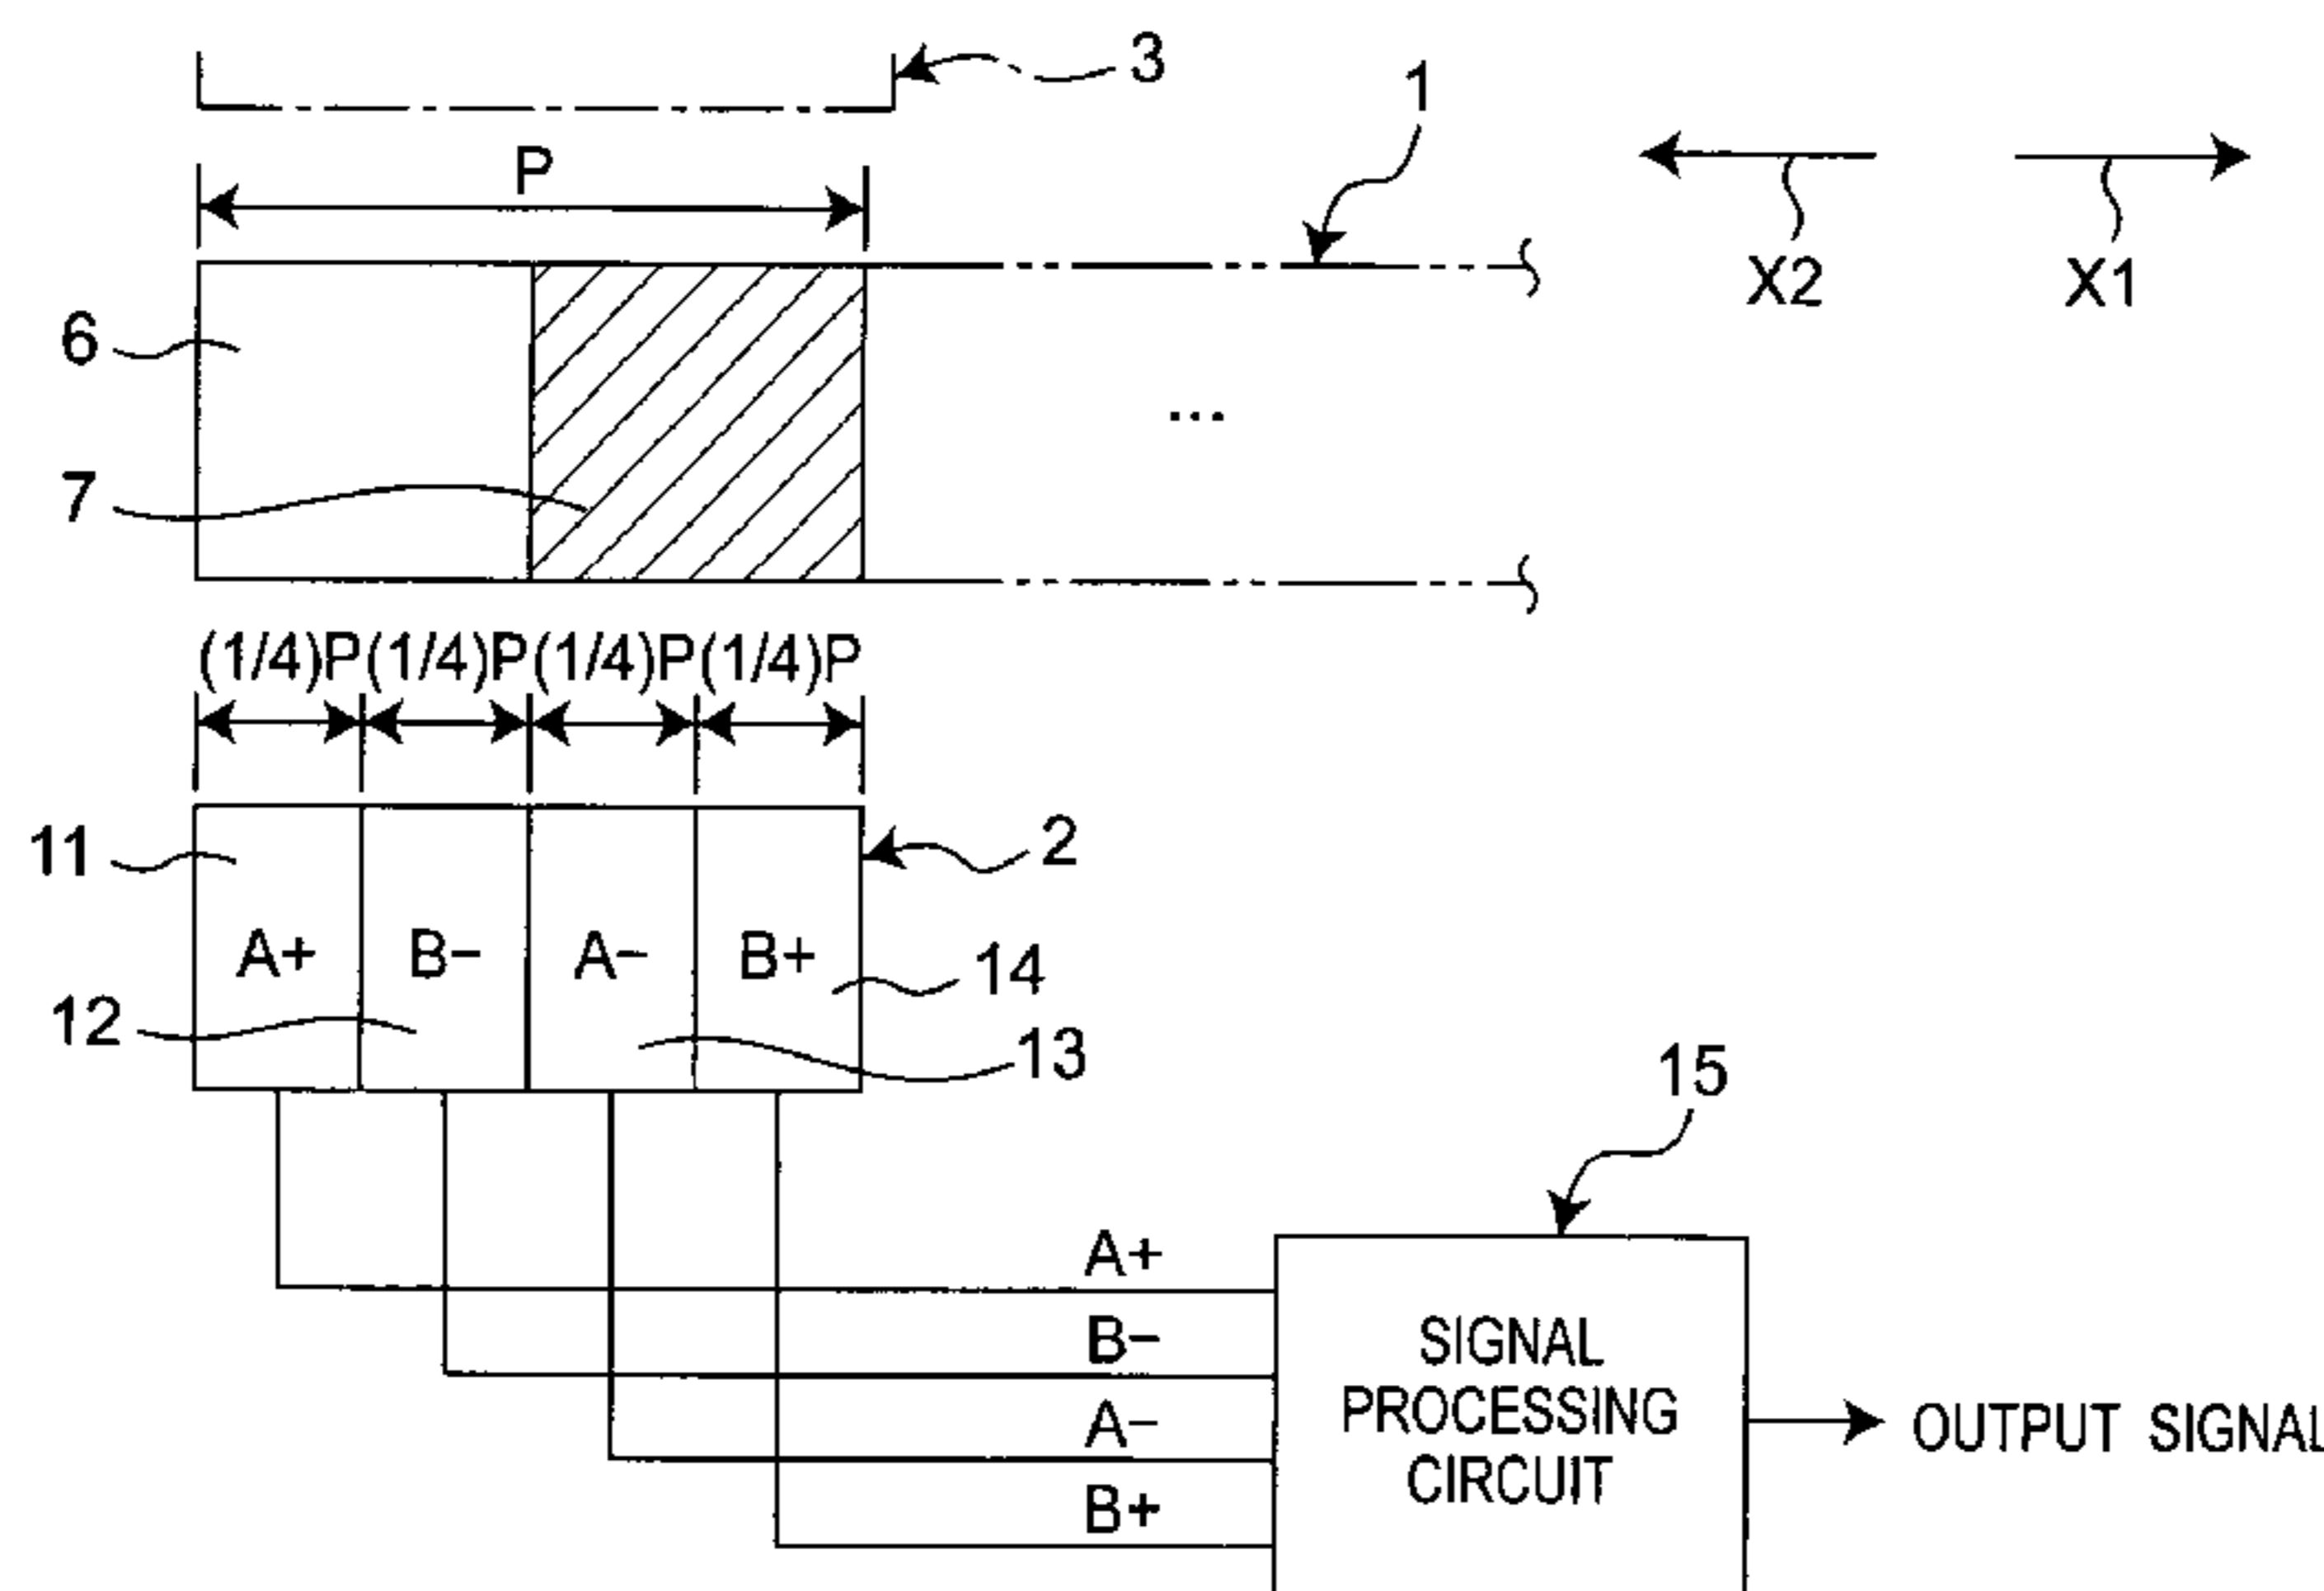 3
1
P
X2
X1
6
7
(1/4)P (1/4)P (1/4)P (1/4)P
11
2
A+ B− A− B+
14
12
13
15
A+
B−
A−
B+
SIGNAL
PROCESSING
CIRCUIT
OUTPUT SIGNAL